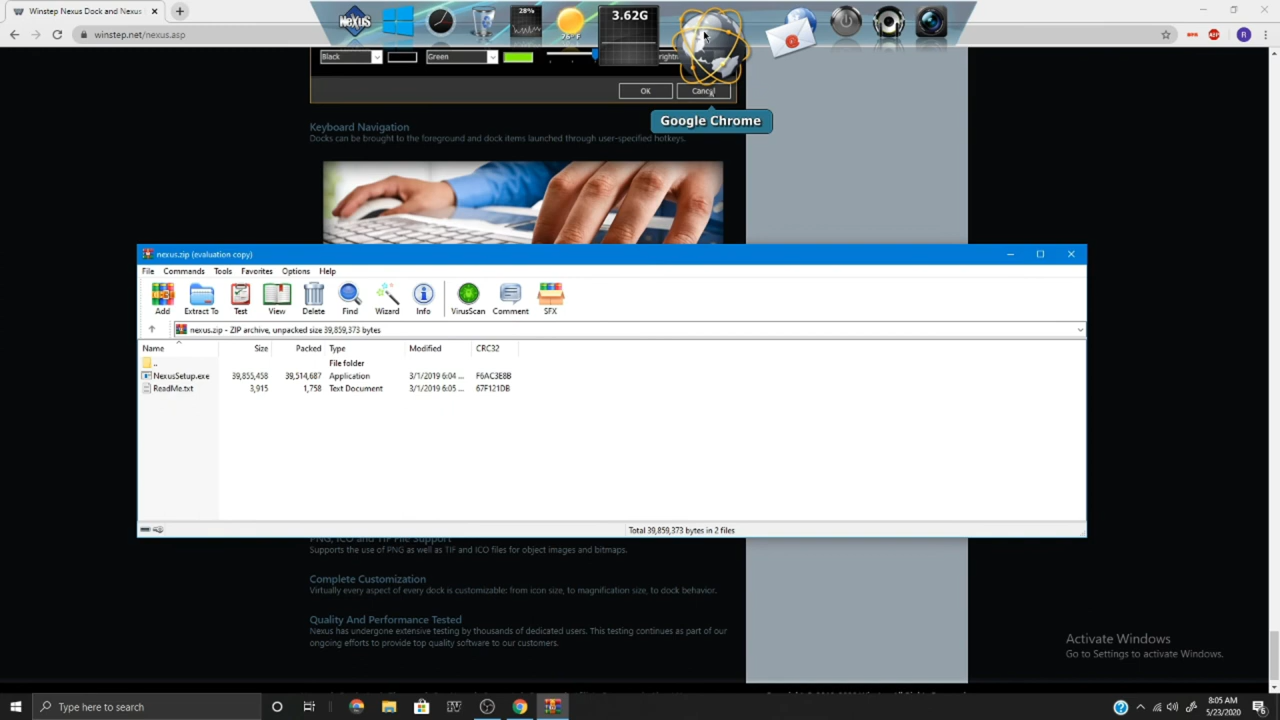 Winstep Nexus Dock and Nexus
winstep.net/nexus.asp
NEXUS
28%
3.62G
Black
Green
OK
Cancel
Google Chrome
Keyboard Navigation
Docks can be brought to the foreground and dock items launched through user-specified hotkeys.
nexus.zip (evaluation copy)
File Commands Tools Favorites Options Help
Add Extract To Test View Delete Find Wizard Info VirusScan Comment SFX
nexus.zip - ZIP archive, unpacked size 39,859,373 bytes
Name Size Packed Type Modified CRC32
.. File folder
NexusSetup.exe 39,855,458 39,514,687 Application 3/1/2019 6:04 ... F6AC3E8B
ReadMe.txt 3,915 1,758 Text Document 3/1/2019 6:05 ... 67F121DB
Total 39,859,373 bytes in 2 files
PNG, ICO and TIF File Support
Supports the use of PNG as well as TIF and ICO files for object images and bitmaps.
Complete Customization
Virtually every aspect of every dock is customizable: from icon size, to magnification size, to dock behavior.
Quality And Performance Tested
Nexus has undergone extensive testing by thousands of dedicated users. This testing continues as part of our
ongoing efforts to provide top quality software to our customers.
Activate Windows
Go to Settings to activate Windows.
Type here to search
8:05 AM
5/23/2020